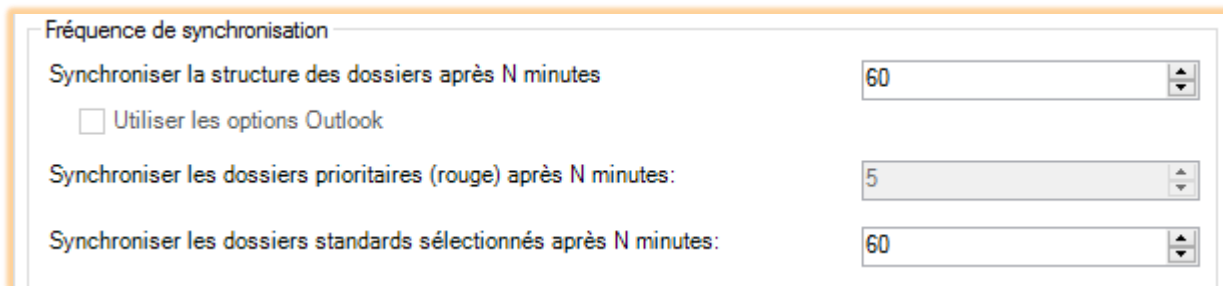 Fréquence de synchronisation
Synchroniser la structure des dossiers après N minutes 60
Utiliser les options Outlook
Synchroniser les dossiers prioritaires (rouge) après N minutes: 5
Synchroniser les dossiers standards sélectionnés après N minutes: 60